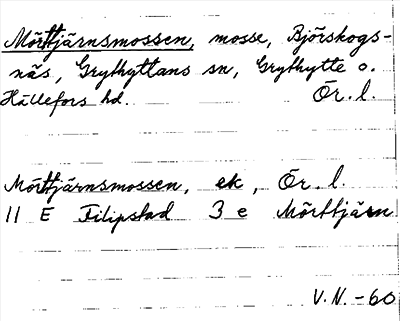 Mörttjärnsmossen, mosse, Björskogs-
näs, Grythyttans sn, Grythytte o.
Hällefors hd. Ör. l.
Mörttjärnsmossen, ek, Ör. l.
11 E Filipstad 3 e Mörttjärn
V.N. -60